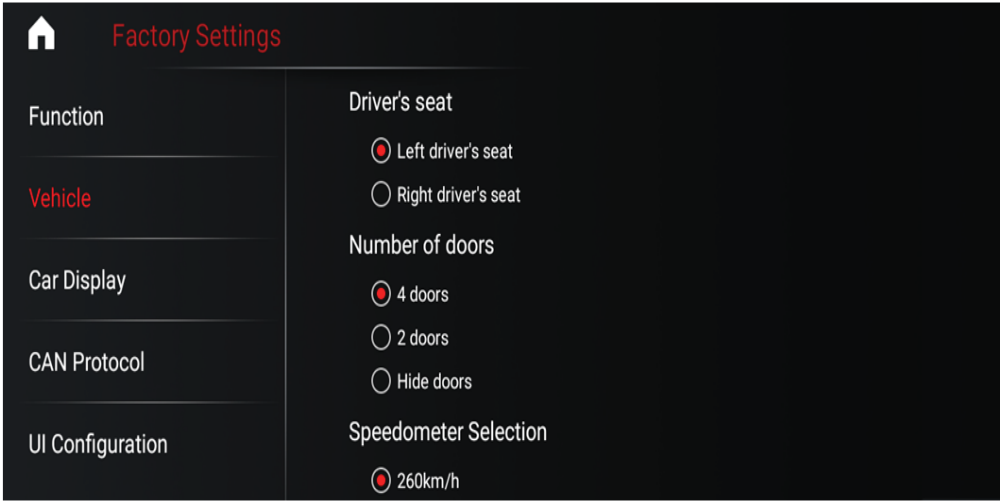 Factory Settings
Function
Vehicle
Car Display
CAN Protocol
UI Configuration
Driver's seat
Left driver's seat
Right driver's seat
Number of doors
4 doors
2 doors
Hide doors
Speedometer Selection
260km/h